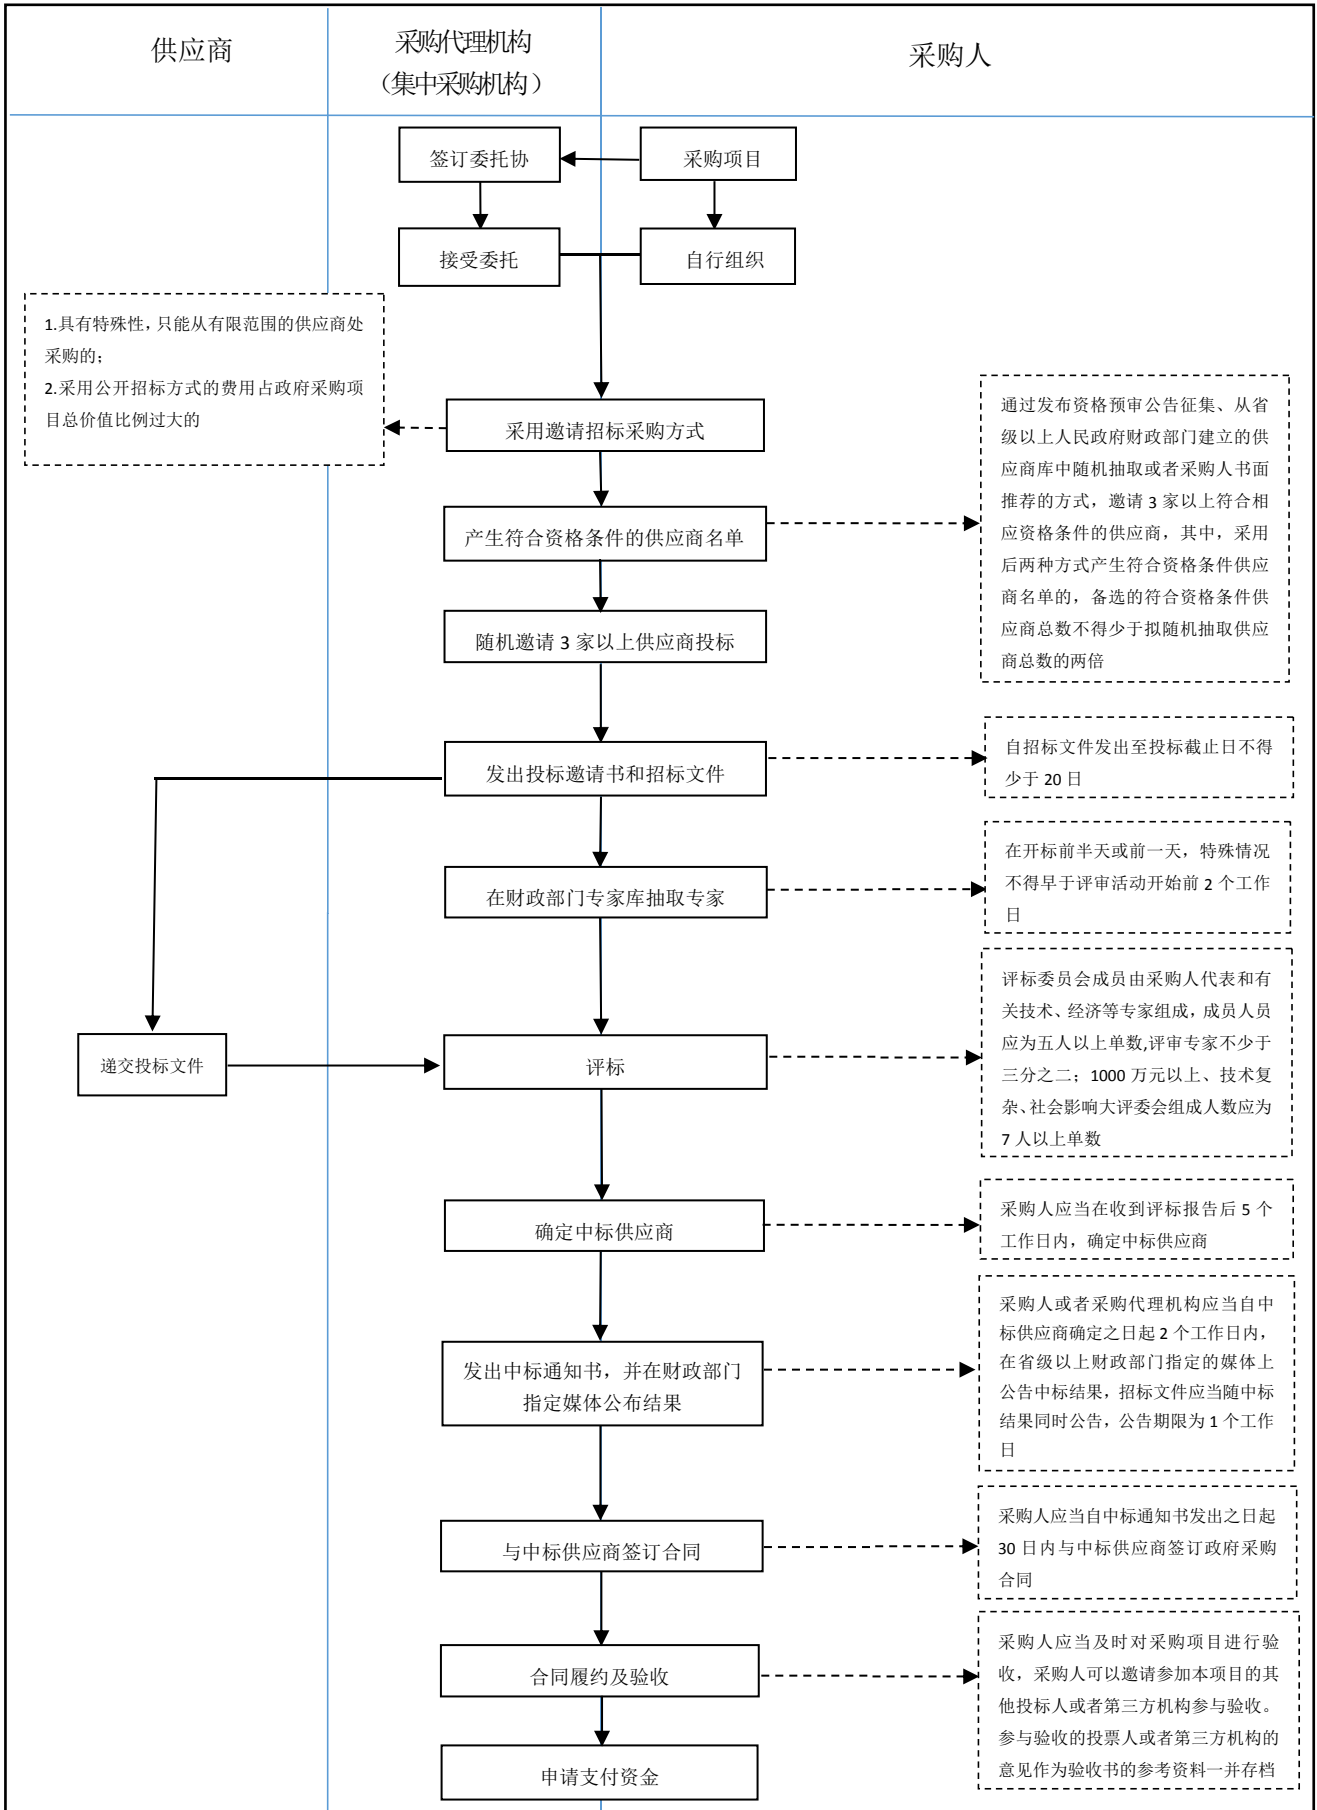 供应商
采购代理机构
（集中采购机构）
采购人
签订委托协
采购项目
接受委托
自行组织
1.具有特殊性，只能从有限范围的供应商处
采购的；
2.采用公开招标方式的费用占政府采购项
目总价值比例过大的
采用邀请招标采购方式
通过发布资格预审公告征集、从省
级以上人民政府财政部门建立的供
应商库中随机抽取或者采购人书面
推荐的方式，邀请 3 家以上符合相
应资格条件的供应商，其中，采用
后两种方式产生符合资格条件供应
商名单的，备选的符合资格条件供
应商总数不得少于拟随机抽取供应
商总数的两倍
产生符合资格条件的供应商名单
随机邀请 3 家以上供应商投标
发出投标邀请书和招标文件
自招标文件发出至投标截止日不得
少于 20 日
在财政部门专家库抽取专家
在开标前半天或前一天，特殊情况
不得早于评审活动开始前 2 个工作
日
递交投标文件
评标
评标委员会成员由采购人代表和有
关技术、经济等专家组成，成员人员
应为五人以上单数,评审专家不少于
三分之二；1000 万元以上、技术复
杂、社会影响大评委会组成人数应为
7 人以上单数
确定中标供应商
采购人应当在收到评标报告后 5 个
工作日内，确定中标供应商
发出中标通知书，并在财政部门
指定媒体公布结果
采购人或者采购代理机构应当自中
标供应商确定之日起 2 个工作日内，
在省级以上财政部门指定的媒体上
公告中标结果，招标文件应当随中标
结果同时公告，公告期限为 1 个工作
日
与中标供应商签订合同
采购人应当自中标通知书发出之日起
30 日内与中标供应商签订政府采购
合同
合同履约及验收
采购人应当及时对采购项目进行验
收，采购人可以邀请参加本项目的其
他投标人或者第三方机构参与验收。
参与验收的投票人或者第三方机构的
意见作为验收书的参考资料一并存档
申请支付资金